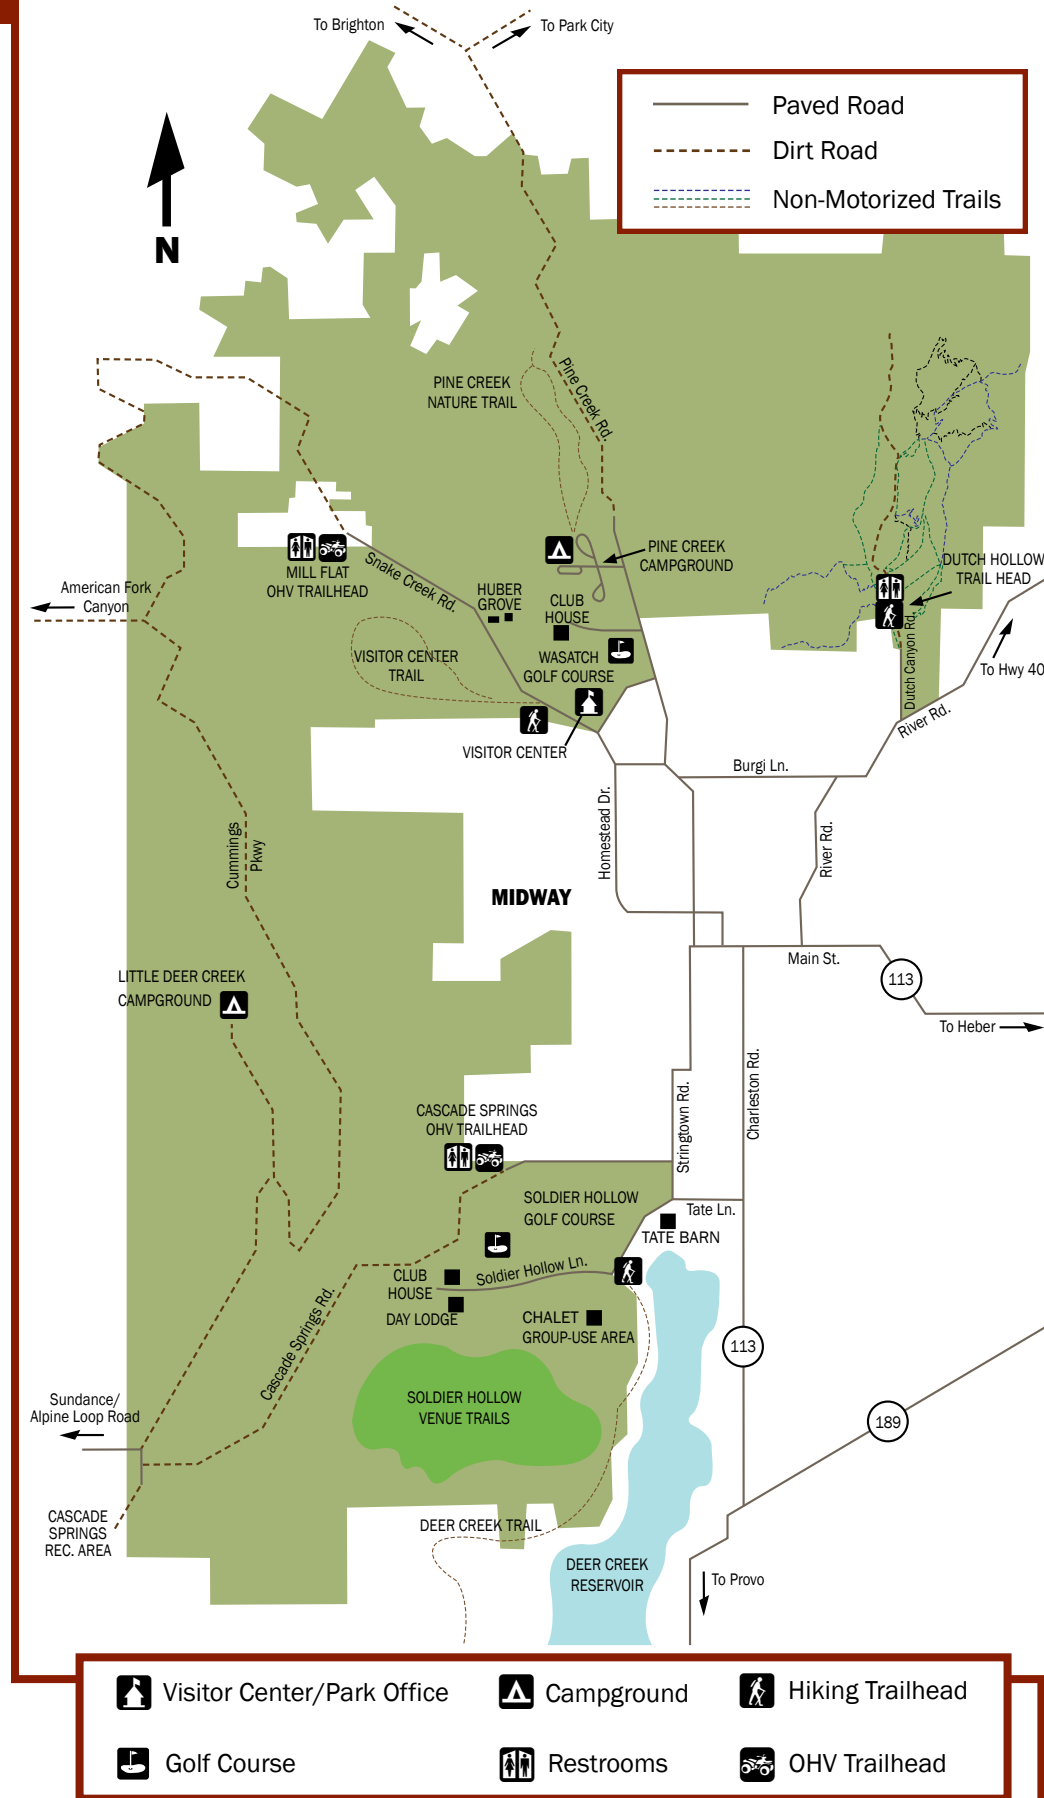 To Brighton
To Park City
Paved Road
Dirt Road
Non-Motorized Trails
N
PINE CREEK
NATURE TRAIL
Pine Creek Rd.
PINE CREEK
CAMPGROUND
DUTCH HOLLOW
TRAIL HEAD
MILL FLAT
OHV TRAILHEAD
Snake Creek Rd.
HUBER
GROVE
CLUB
HOUSE
American Fork
Canyon
VISITOR CENTER
TRAIL
WASATCH
GOLF COURSE
Dutch Canyon Rd.
To Hwy 40
River Rd.
VISITOR CENTER
Burgi Ln.
Homestead Dr.
River Rd.
Cummings
Pkwy
MIDWAY
Main St.
113
To Heber
LITTLE DEER CREEK
CAMPGROUND
Stringtown Rd.
Charleston Rd.
CASCADE SPRINGS
OHV TRAILHEAD
SOLDIER HOLLOW
GOLF COURSE
Tate Ln.
TATE BARN
CLUB
HOUSE
Soldier Hollow Ln.
DAY LODGE
CHALET
GROUP-USE AREA
Cascade Springs Rd.
113
189
SOLDIER HOLLOW
VENUE TRAILS
Sundance/
Alpine Loop Road
CASCADE
SPRINGS
REC. AREA
DEER CREEK TRAIL
DEER CREEK
RESERVOIR
To Provo
Visitor Center/Park Office
Campground
Hiking Trailhead
Golf Course
Restrooms
OHV Trailhead